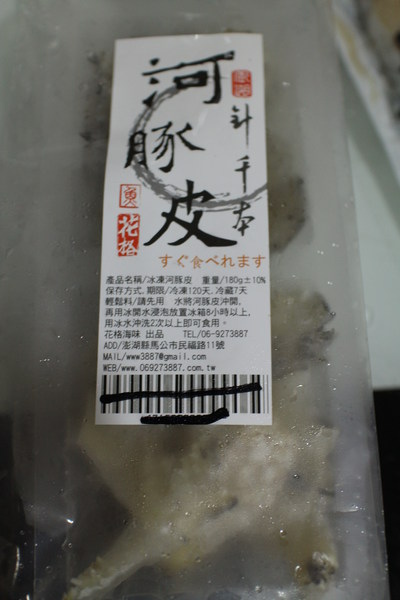 河豚皮
針千本
澎湖
魚
花格
すぐ食べれます
產品名稱/冰凍河豚皮 重量/180g±10%
保存方式.期限/冷凍120天.冷藏7天
輕鬆料/請先用 水將河豚皮沖開.
再用冰開水浸泡放置冰箱8小時以上.
用冰水沖洗2次以上即可食用。
花格海味 出品 TEL/06-9273887
ADD/澎湖縣馬公市民福路11號
MAIL/www3887@gmail.com
WEB/www.069273887.com.tw